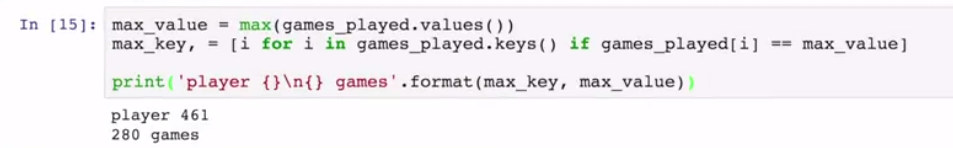 In [15]: max_value = max(games_played.values())
max_key, = [i for i in games_played.keys() if games_played[i] == max_value]
print('player {}\n{} games'.format(max_key, max_value))
player 461
280 games